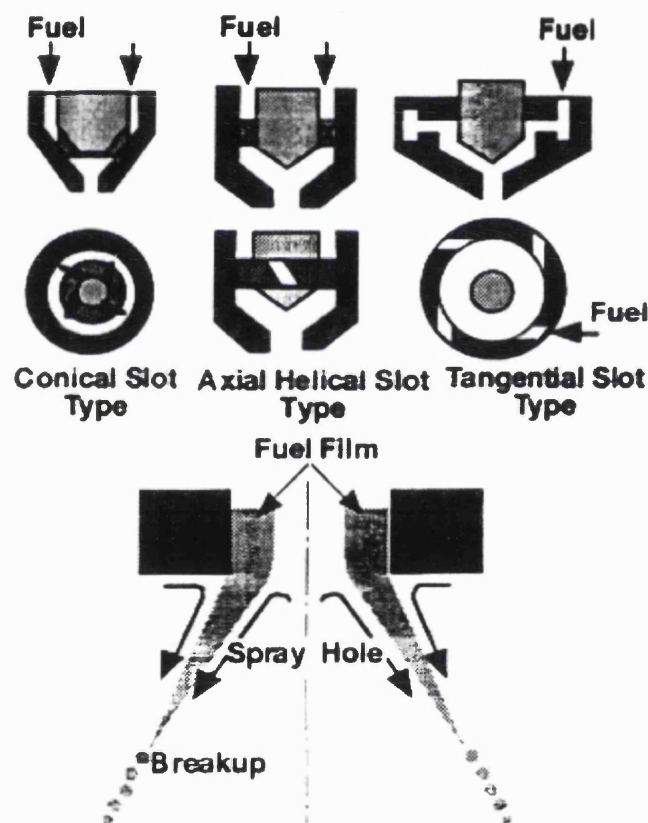 Fuel
Fuel
Fuel
Fuel
Conical Slot
Type
Axial Helical Slot
Type
Tangential Slot
Type
Fuel Film
Spray Hole
Breakup